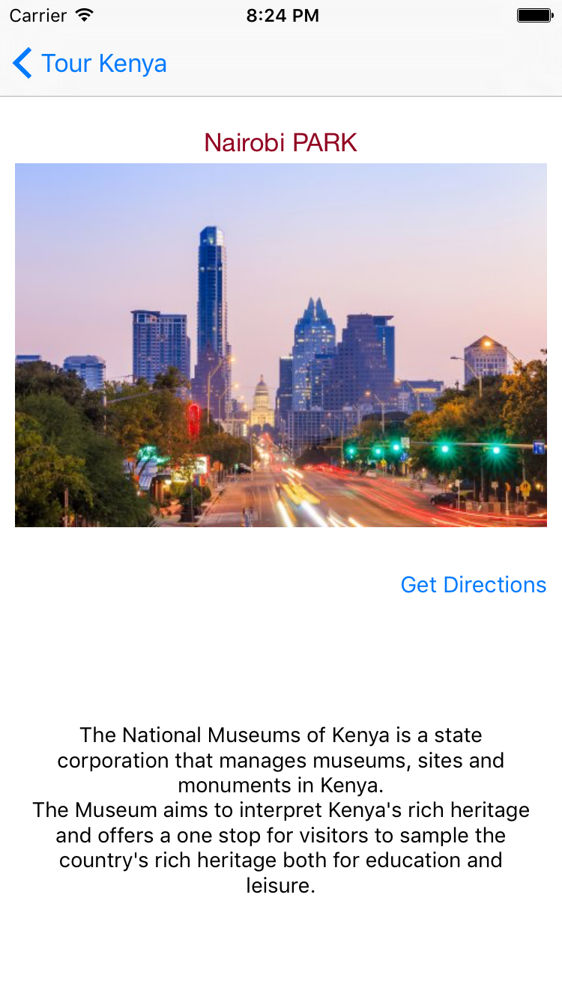 Carrier 8:24 PM
Tour Kenya
Nairobi PARK
Get Directions
The National Museums of Kenya is a state
corporation that manages museums, sites and
monuments in Kenya.
The Museum aims to interpret Kenya's rich heritage
and offers a one stop for visitors to sample the
country's rich heritage both for education and
leisure.